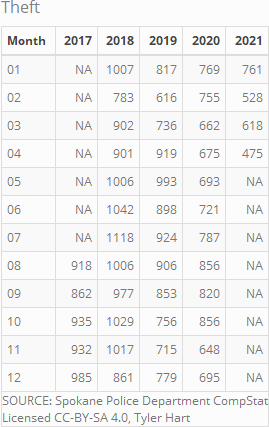 Theft
Month 2017 2018 2019 2020 2021
01 NA 1007 817 769 761
02 NA 783 616 755 528
03 NA 902 736 662 618
04 NA 901 919 675 475
05 NA 1006 993 693 NA
06 NA 1042 898 721 NA
07 NA 1118 924 787 NA
08 918 1006 906 856 NA
09 862 977 853 820 NA
10 935 1029 756 856 NA
11 932 1017 715 648 NA
12 985 861 779 695 NA
SOURCE: Spokane Police Department CompStat
Licensed CC-BY-SA 4.0, Tyler Hart